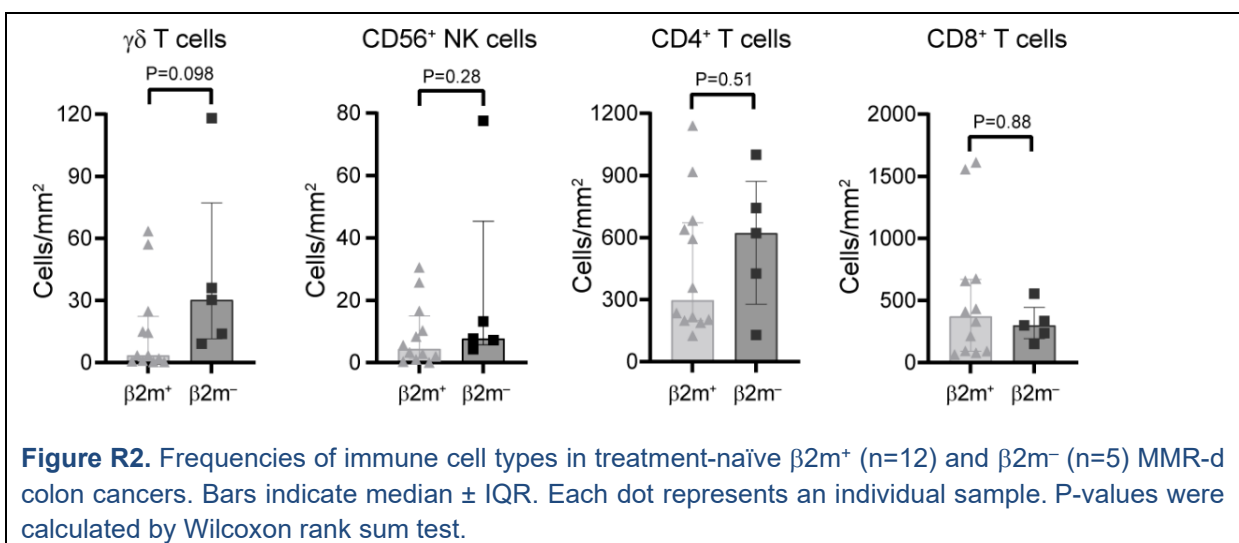 γδ T cells
CD56⁺ NK cells
CD4⁺ T cells
CD8⁺ T cells
P=0.098
P=0.28
P=0.51
P=0.88
Cells/mm²
120
90
60
30
0
β2m⁺ β2m⁻
Cells/mm²
80
60
40
20
0
β2m⁺ β2m⁻
Cells/mm²
1200
900
600
300
0
β2m⁺ β2m⁻
Cells/mm²
2000
1500
1000
500
0
β2m⁺ β2m⁻
Figure R2. Frequencies of immune cell types in treatment-naïve β2m⁺ (n=12) and β2m⁻ (n=5) MMR-d
colon cancers. Bars indicate median ± IQR. Each dot represents an individual sample. P-values were
calculated by Wilcoxon rank sum test.